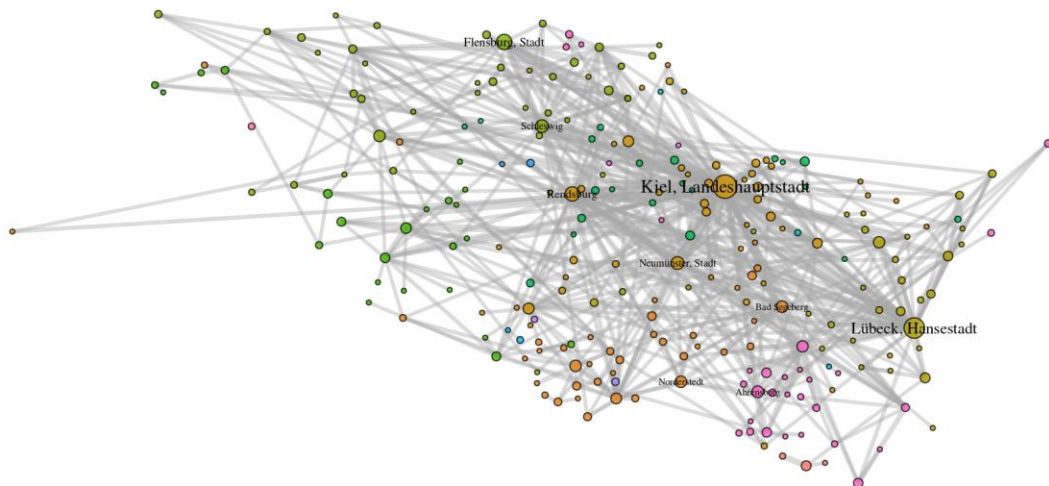 Flensburg, Stadt
Schleswig
Kiel, Landeshauptstadt
Rendsburg
Neumünster, Stadt
Bad Segeberg
Lübeck, Hansestadt
Norderstedt
Ahrensburg